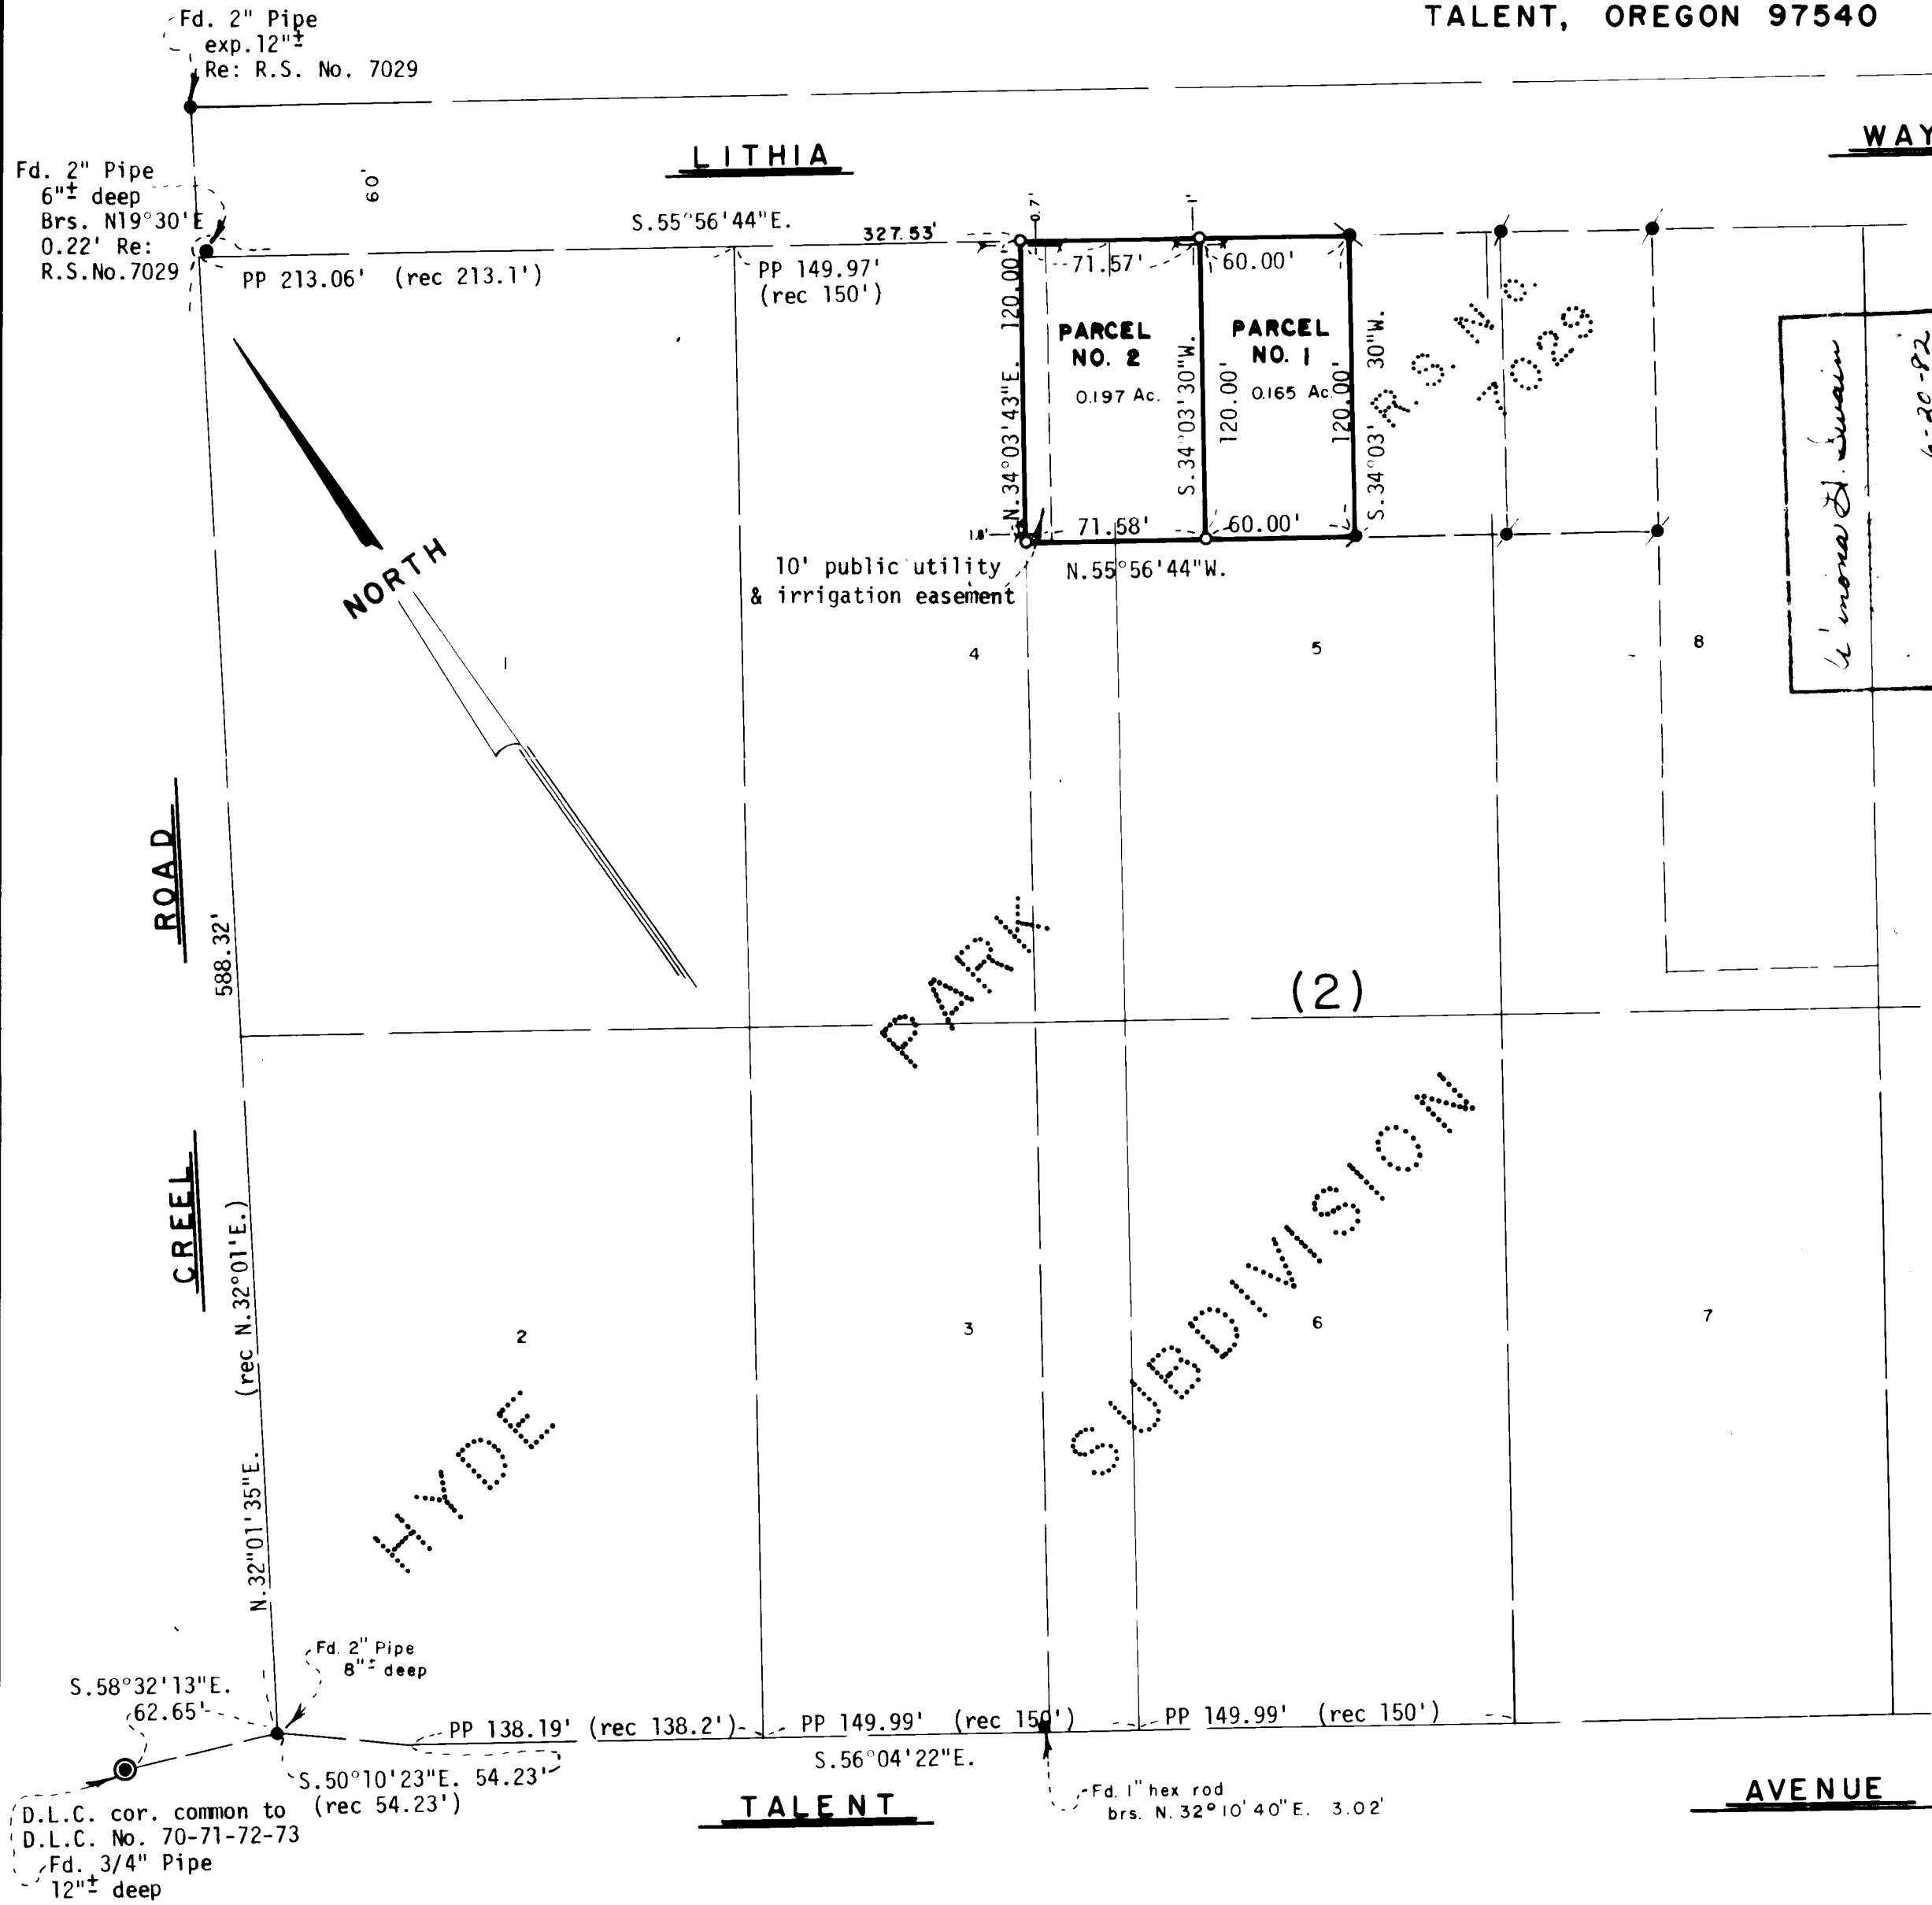 TALENT, OREGON 97540
Fd. 2" Pipe
exp.12"±
Re: R.S. No. 7029
LITHIA
WAY
Fd. 2" Pipe
6"± deep
Brs. N19°30'E
0.22' Re:
R.S.No.7029
60'
S.55°56'44"E.
327.53'
0.7'
1'
PP 213.06' (rec 213.1')
PP 149.97'
(rec 150')
71.57'
60.00'
N.34°03'43"E. 120.00'
PARCEL
NO. 2
0.197 Ac.
S.34°03'30"W.
120.00'
PARCEL
NO. 1
0.165 Ac.
120.00'
S.34°03' 30"W.
R.S. No.
7029
6-30-82
1.8'
71.58'
60.00'
10' public utility
& irrigation easement
N.55°56'44"W.
NORTH
1
4
5
8
ROAD
588.32'
PARK
(2)
CREEL
N.32°01'35"E. (rec N.32°01'E.)
SUBDIVISION
2
3
6
7
HYDE
Fd. 2" Pipe
8"± deep
S.58°32'13"E.
62.65'
PP 138.19' (rec 138.2')
PP 149.99' (rec 150')
PP 149.99' (rec 150')
S.56°04'22"E.
S.50°10'23"E. 54.23'
(rec 54.23')
D.L.C. cor. common to
D.L.C. No. 70-71-72-73
Fd. 3/4" Pipe
12"± deep
TALENT
Fd. 1" hex rod
brs. N. 32°10'40"E. 3.02'
AVENUE